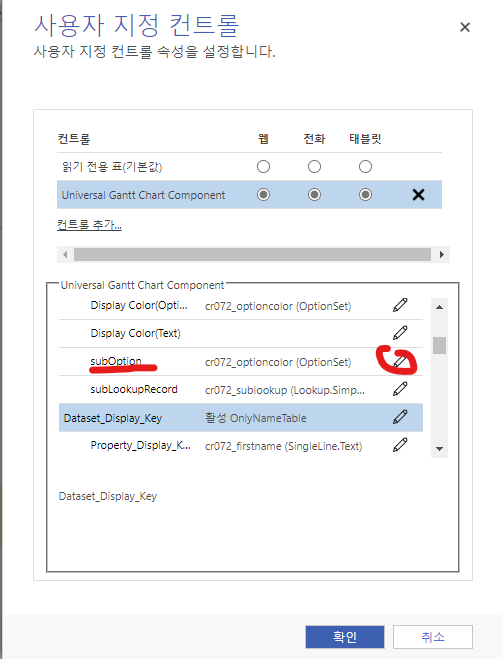 사용자 지정 컨트롤
사용자 지정 컨트롤 속성을 설정합니다.
컨트롤 웹 전화 태블릿
읽기 전용 표(기본값)
Universal Gantt Chart Component
컨트롤 추가...
Universal Gantt Chart Component
Display Color(Opti... cr072_optioncolor (OptionSet)
Display Color(Text)
subOption cr072_optioncolor (OptionSet)
subLookupRecord cr072_sublookup (Lookup.Simp...
Dataset_Display_Key 활성 OnlyNameTable
Property_Display_K... cr072_firstname (SingleLine.Text)
Dataset_Display_Key
확인 취소